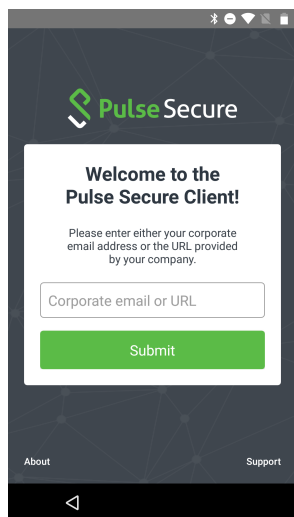 Pulse Secure
Welcome to the
Pulse Secure Client!
Please enter either your corporate
email address or the URL provided
by your company.
Corporate email or URL
Submit
About
Support